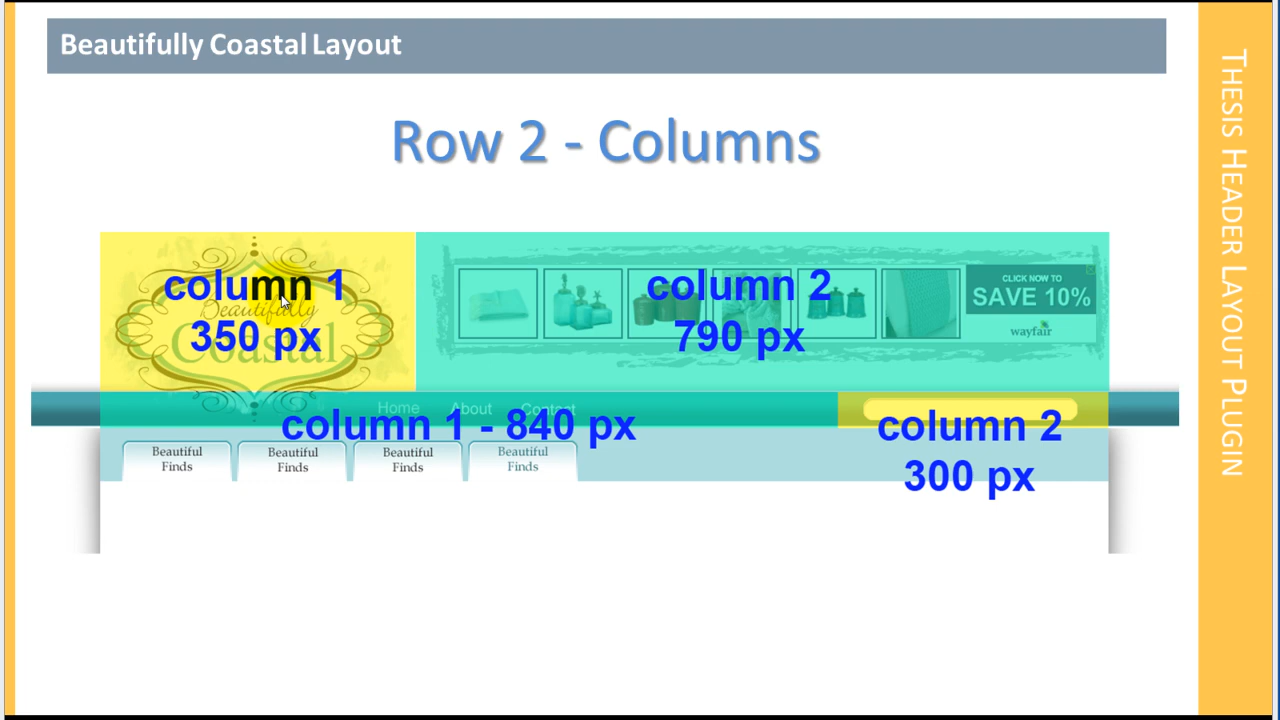 Beautifully Coastal Layout
THESIS HEADER LAYOUT PLUGIN
Row 2 - Columns
column 1
350 px
Beautifully
Coastal
column 2
790 px
CLICK NOW TO
SAVE 10%
wayfair
Home About Contact
column 1 - 840 px
column 2
300 px
Beautiful
Finds
Beautiful
Finds
Beautiful
Finds
Beautiful
Finds